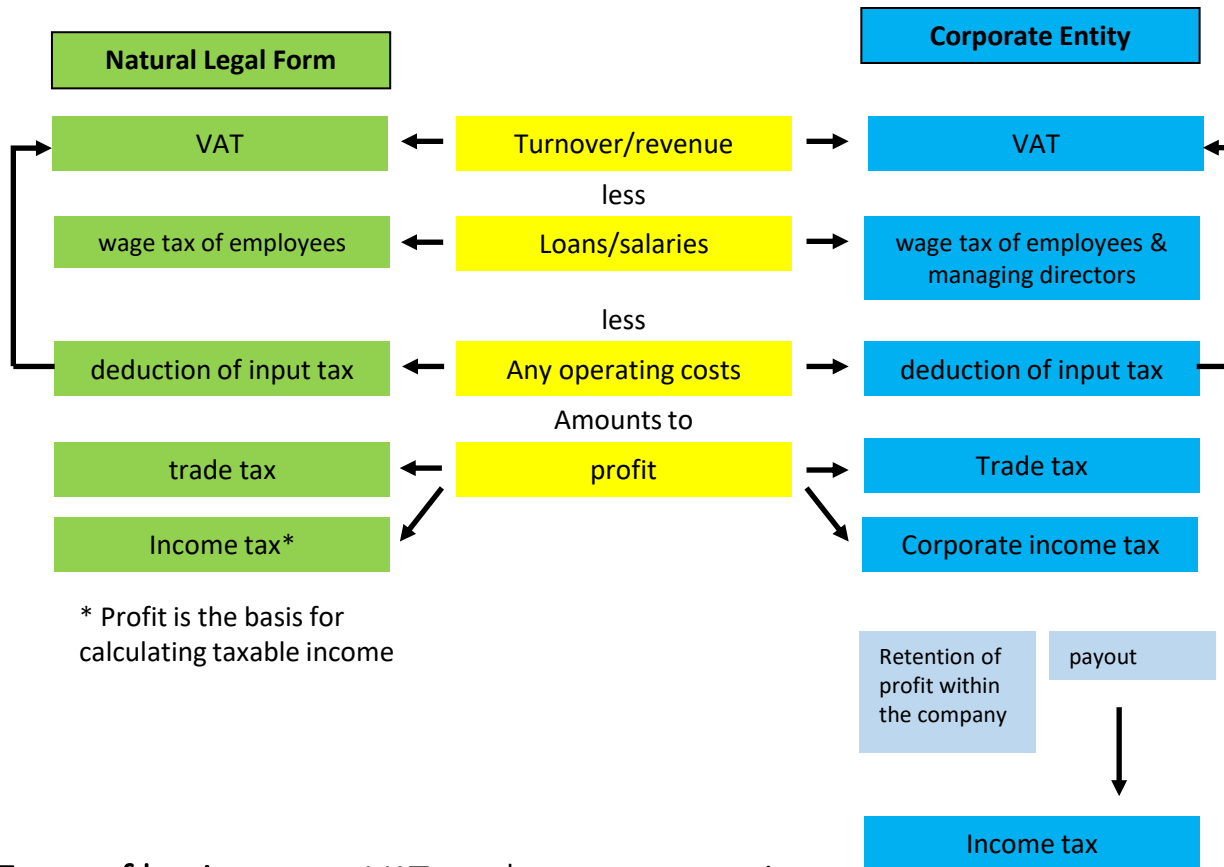 Natural Legal Form
Corporate Entity
VAT
Turnover/revenue
VAT
less
wage tax of employees
Loans/salaries
wage tax of employees &
managing directors
less
deduction of input tax
Any operating costs
deduction of input tax
Amounts to
trade tax
profit
Trade tax
Income tax*
Corporate income tax
* Profit is the basis for
calculating taxable income
Retention of
profit within
the company
payout
Income tax